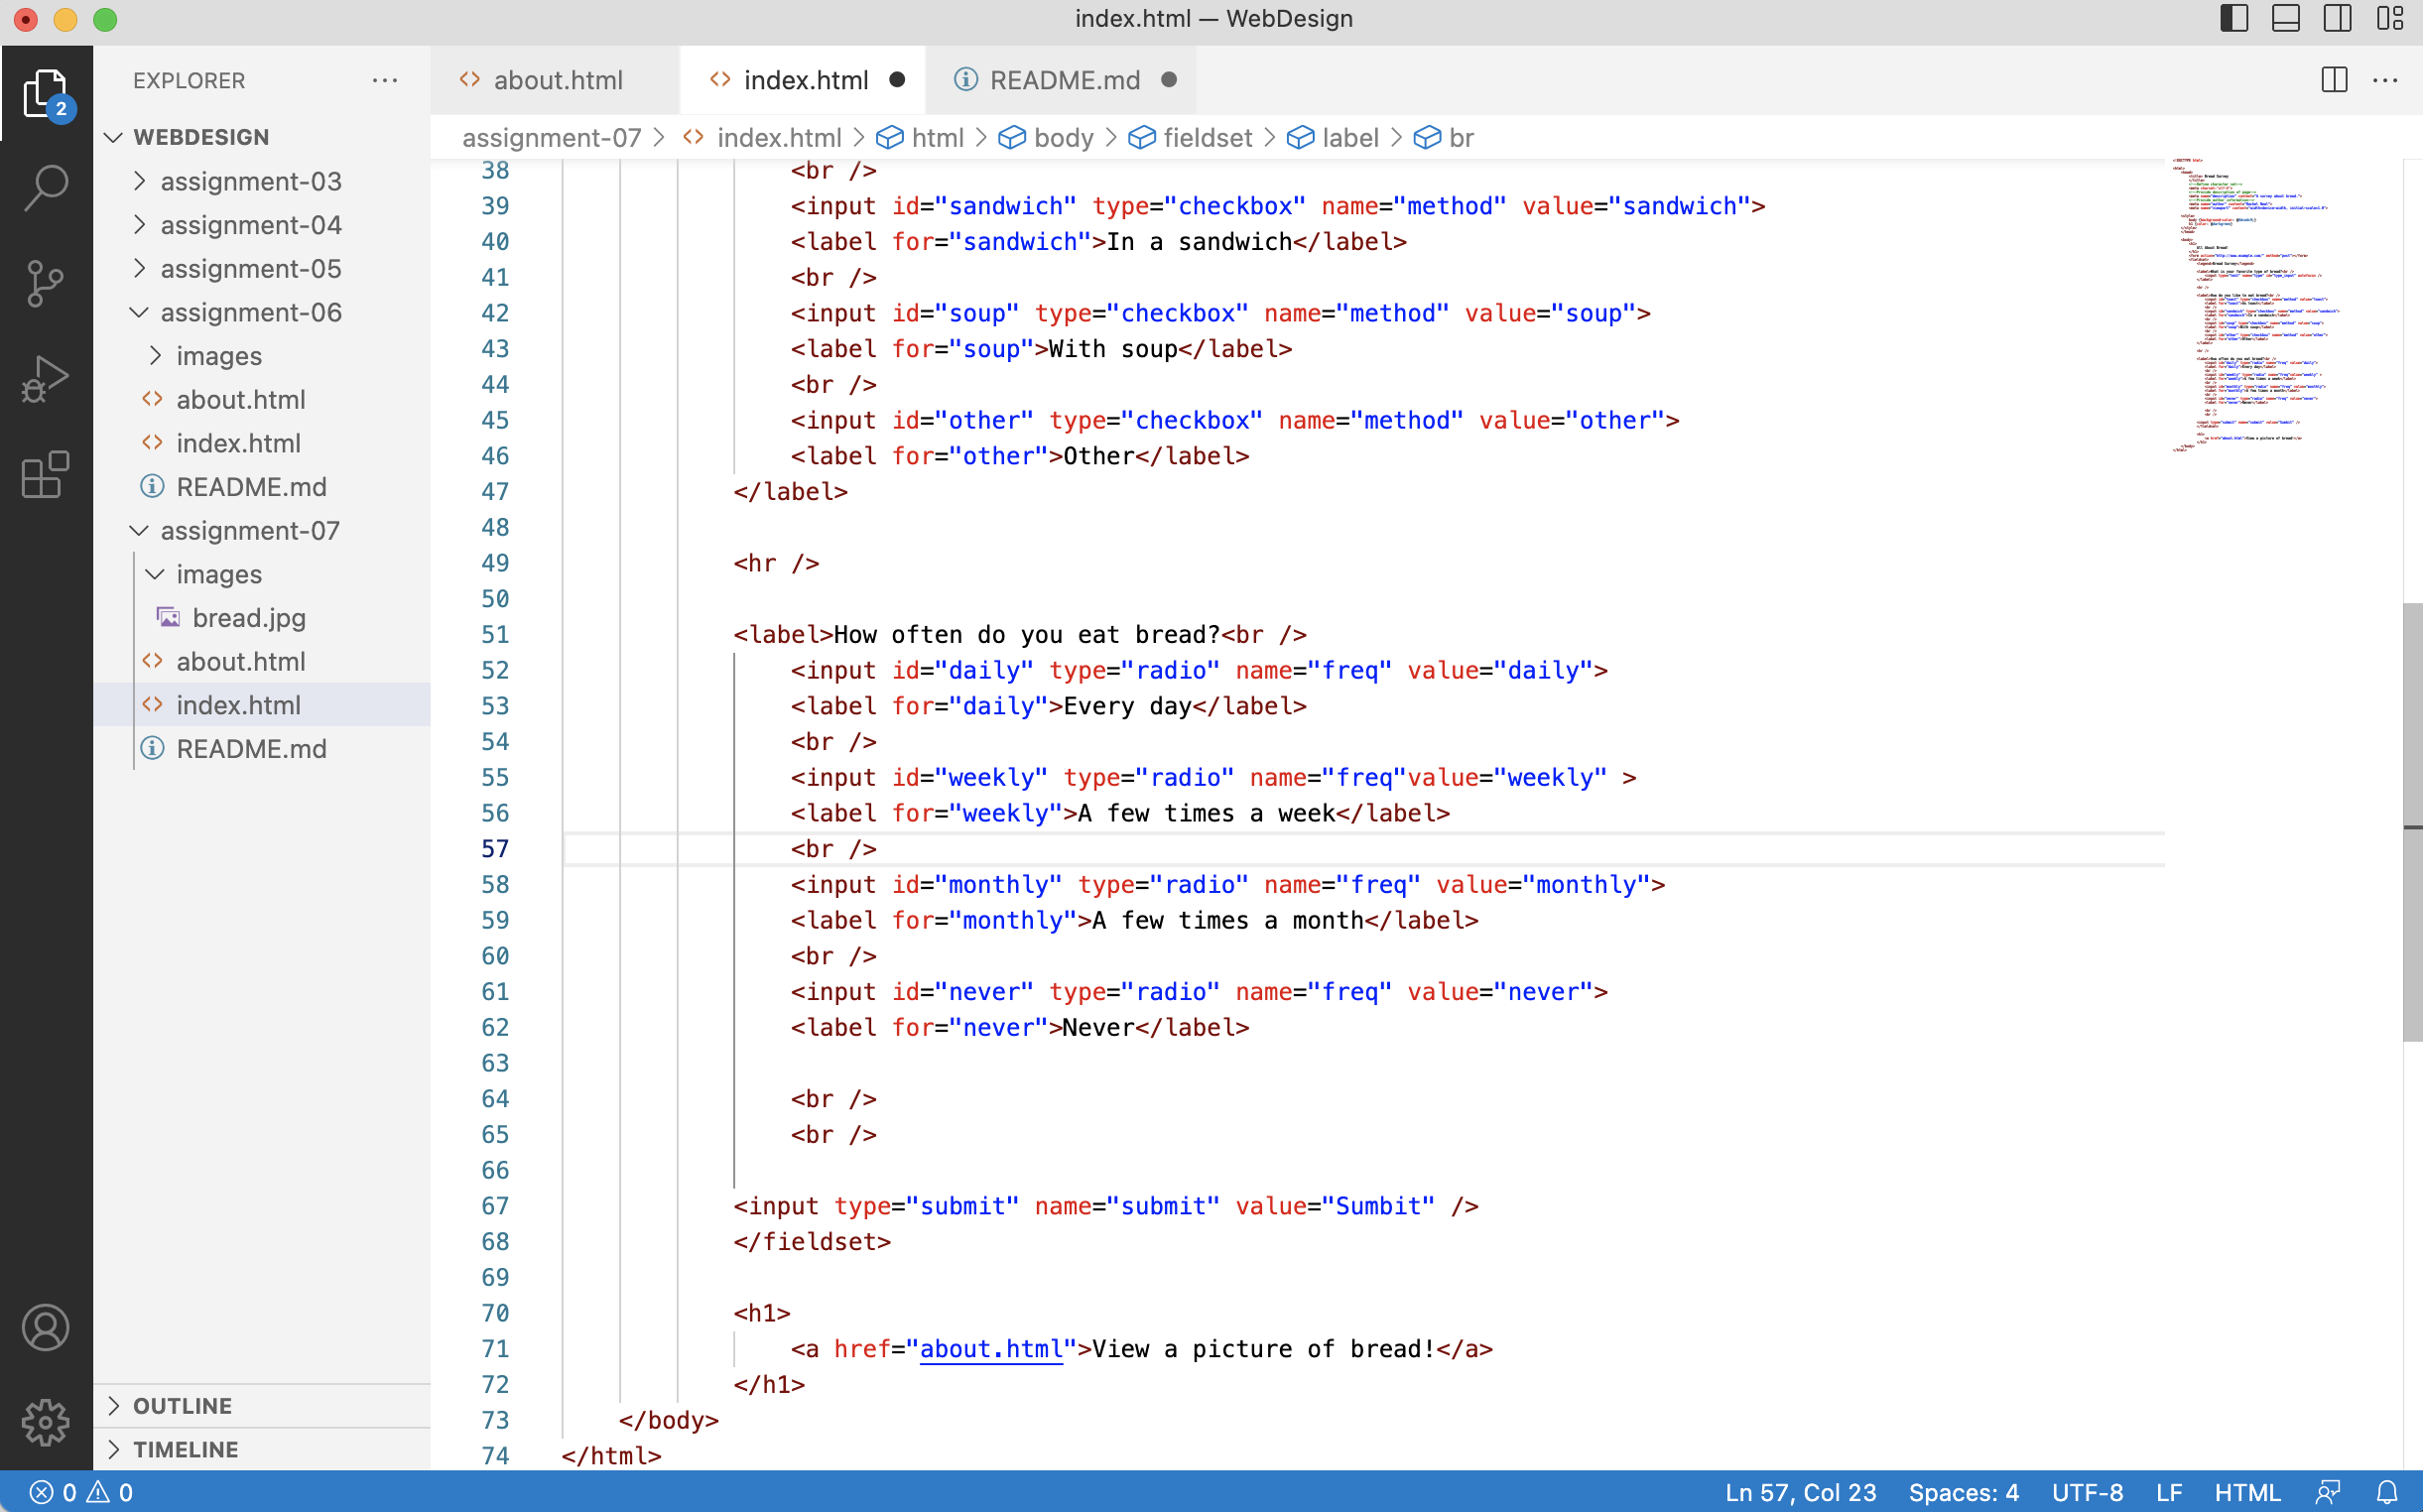 index.html — WebDesign
EXPLORER
about.html
index.html
README.md
2
WEBDESIGN
assignment-07 > index.html > html > body > fieldset > label > br
assignment-03
assignment-04
assignment-05
assignment-06
images
about.html
index.html
README.md
assignment-07
images
bread.jpg
about.html
index.html
README.md
OUTLINE
TIMELINE
38 <br />
39 <input id="sandwich" type="checkbox" name="method" value="sandwich">
40 <label for="sandwich">In a sandwich</label>
41 <br />
42 <input id="soup" type="checkbox" name="method" value="soup">
43 <label for="soup">With soup</label>
44 <br />
45 <input id="other" type="checkbox" name="method" value="other">
46 <label for="other">Other</label>
47 </label>
48
49 <hr />
50
51 <label>How often do you eat bread?<br />
52 <input id="daily" type="radio" name="freq" value="daily">
53 <label for="daily">Every day</label>
54 <br />
55 <input id="weekly" type="radio" name="freq"value="weekly" >
56 <label for="weekly">A few times a week</label>
57 <br />
58 <input id="monthly" type="radio" name="freq" value="monthly">
59 <label for="monthly">A few times a month</label>
60 <br />
61 <input id="never" type="radio" name="freq" value="never">
62 <label for="never">Never</label>
63
64 <br />
65 <br />
66
67 <input type="submit" name="submit" value="Sumbit" />
68 </fieldset>
69
70 <h1>
71 <a href="about.html">View a picture of bread!</a>
72 </h1>
73 </body>
74 </html>
0 0
Ln 57, Col 23 Spaces: 4 UTF-8 LF HTML